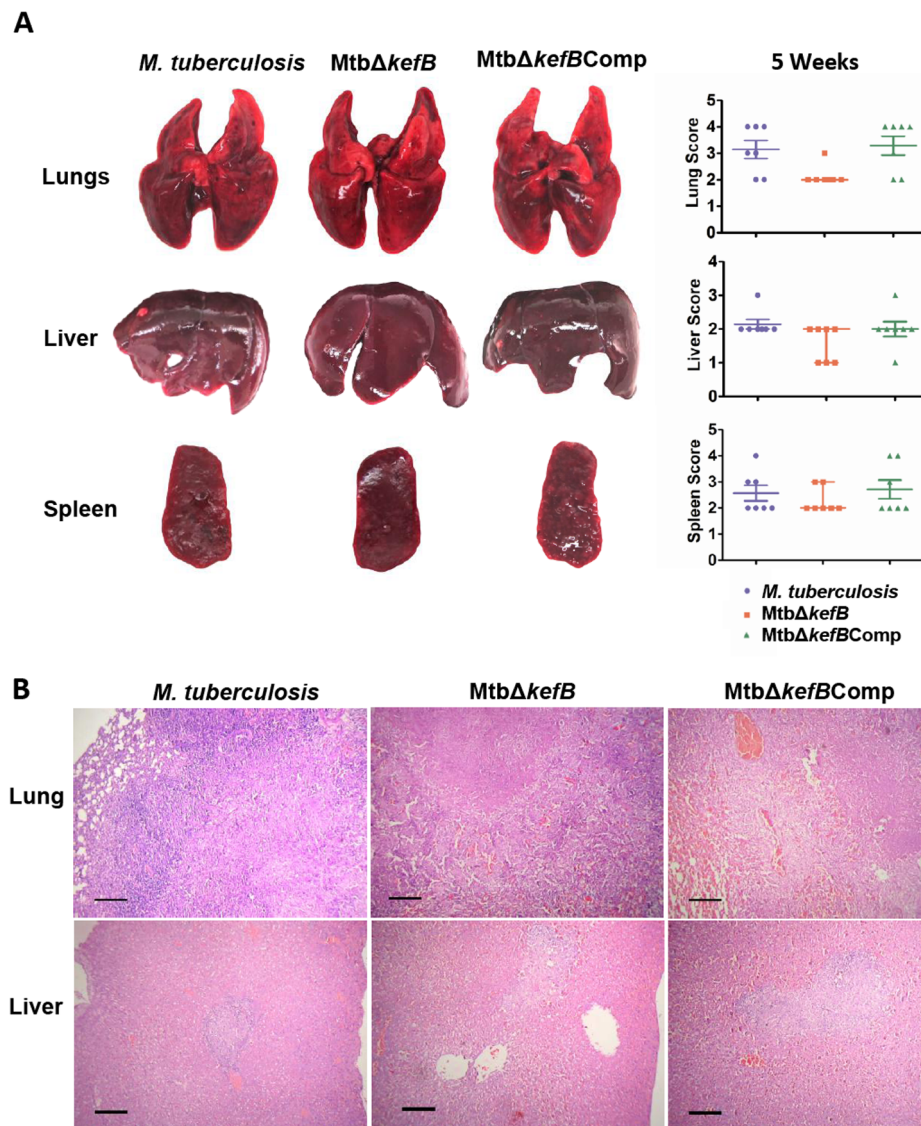 A
M. tuberculosis MtbΔkefB MtbΔkefBComp 5 Weeks
Lungs
Lung Score
5
4
3
2
1
0
Liver
Liver Score
4
3
2
1
0
Spleen
Spleen Score
5
4
3
2
1
0
M. tuberculosis
MtbΔkefB
MtbΔkefBComp
B
M. tuberculosis MtbΔkefB MtbΔkefBComp
Lung
Liver